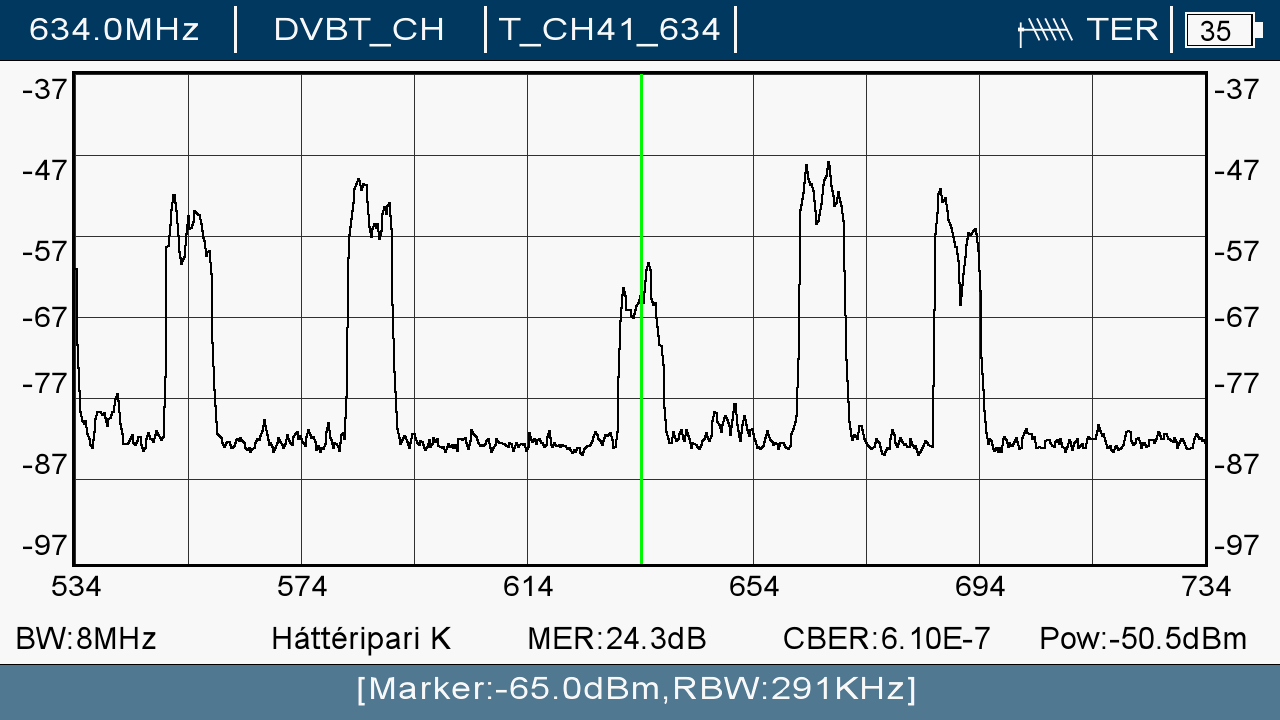 634.0MHz DVBT_CH T_CH41_634 TER 35
-37 -37
-47 -47
-57 -57
-67 -67
-77 -77
-87 -87
-97 -97
534 574 614 654 694 734
BW:8MHz Háttéripari K MER:24.3dB CBER:6.10E-7 Pow:-50.5dBm
[Marker:-65.0dBm,RBW:291KHz]